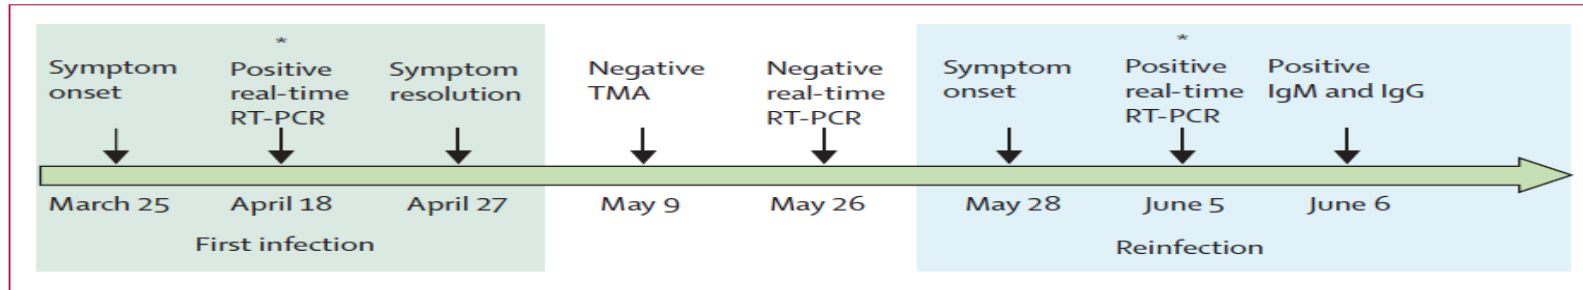 Symptom
onset
*
Positive
real-time
RT-PCR
Symptom
resolution
Negative
TMA
Negative
real-time
RT-PCR
Symptom
onset
*
Positive
real-time
RT-PCR
Positive
IgM and IgG
March 25
April 18
April 27
May 9
May 26
May 28
June 5
June 6
First infection
Reinfection